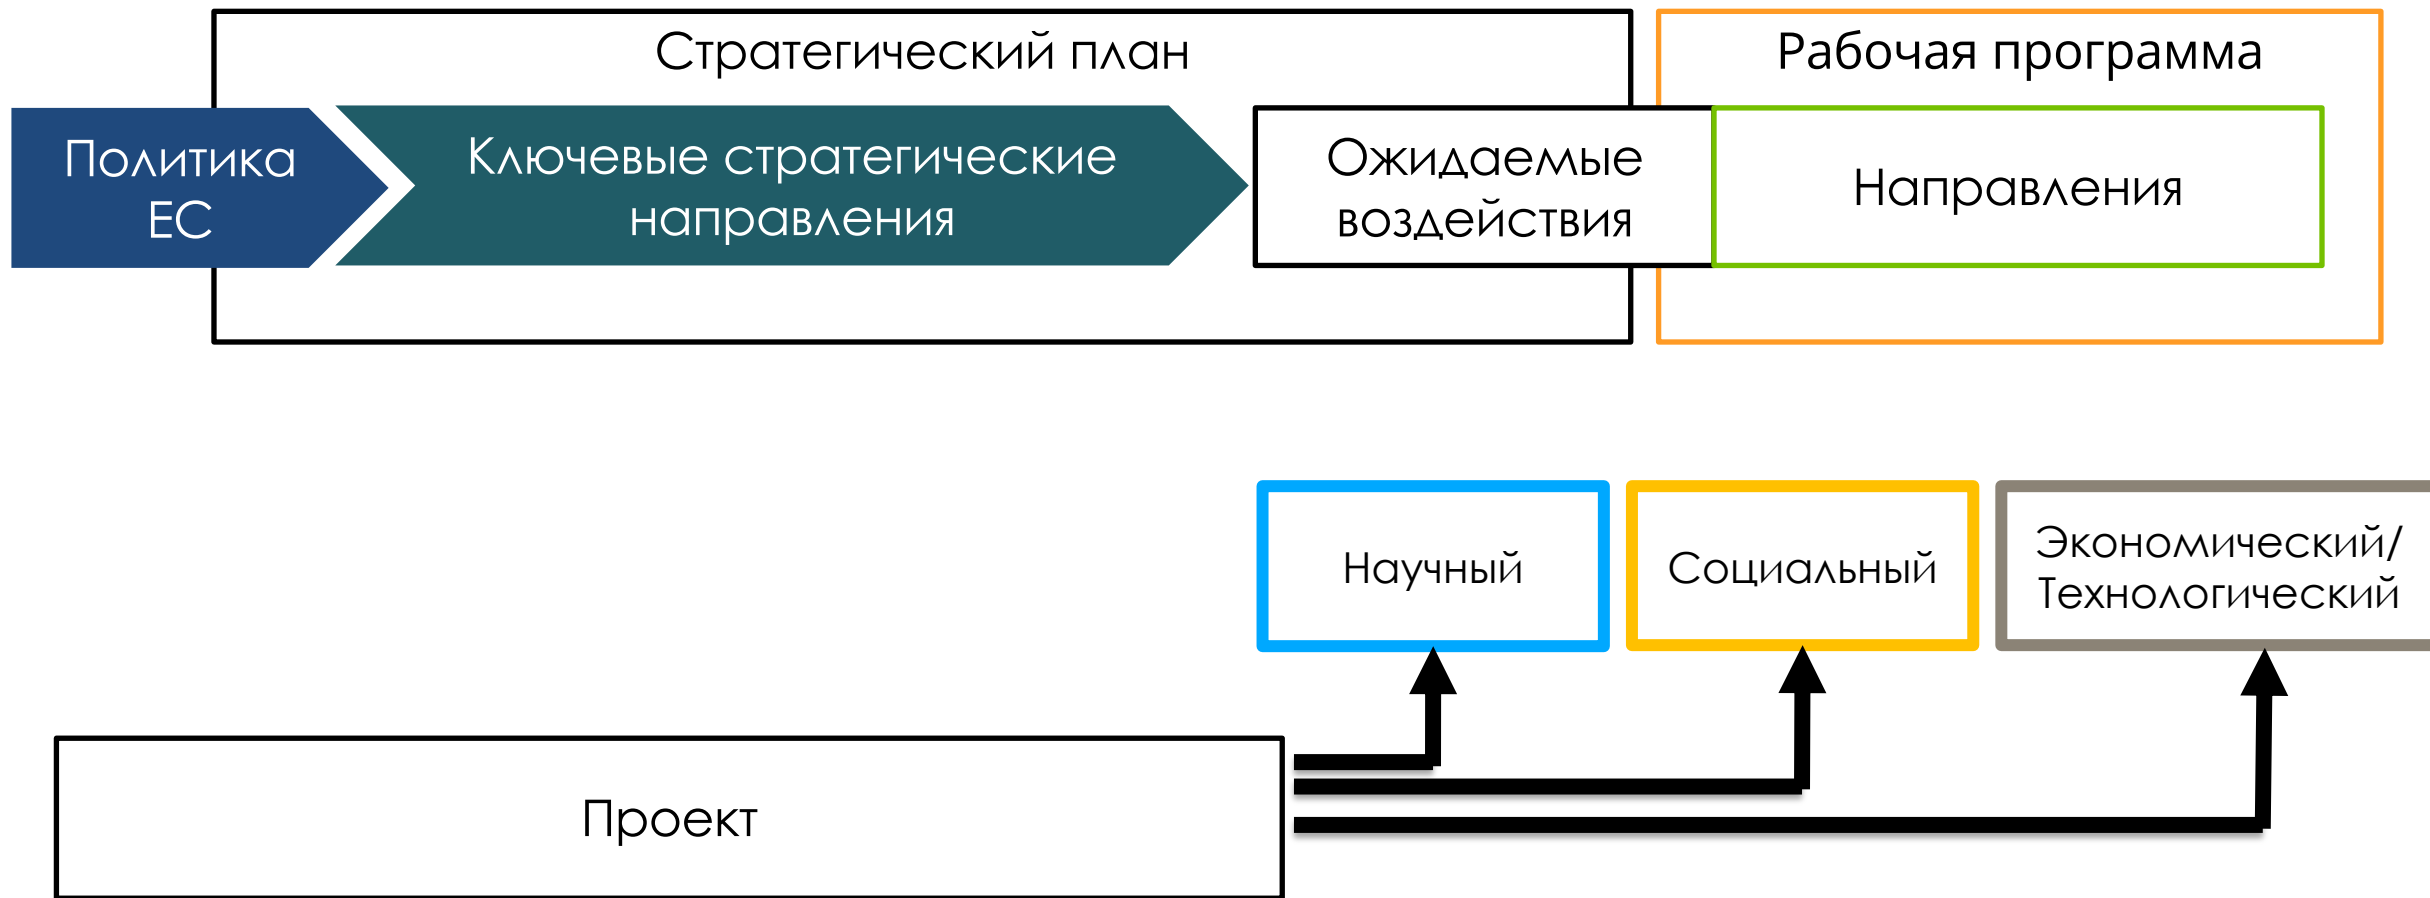 Стратегический план
Рабочая программа
Политика
ЕС
Ключевые стратегические
направления
Ожидаемые
воздействия
Направления
Научный
Социальный
Экономический/
Технологический
Проект